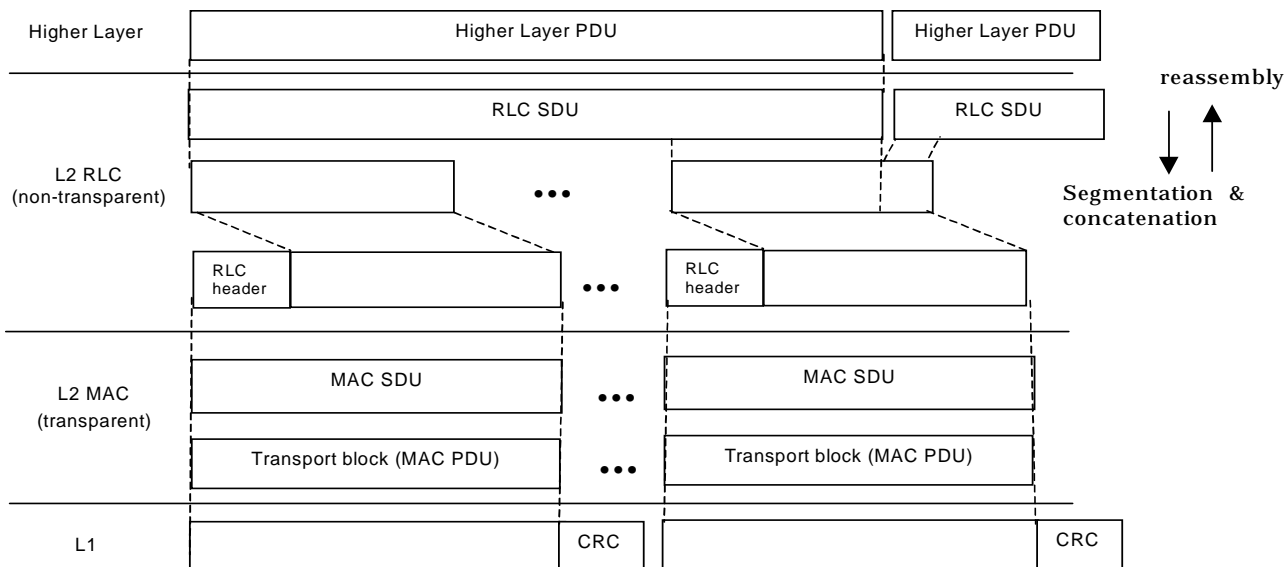 Higher Layer
Higher Layer PDU
Higher Layer PDU
reassembly
RLC SDU
RLC SDU
L2 RLC
(non-transparent)
Segmentation &
concatenation
RLC
header
RLC
header
L2 MAC
(transparent)
MAC SDU
MAC SDU
Transport block (MAC PDU)
Transport block (MAC PDU)
L1
CRC
CRC